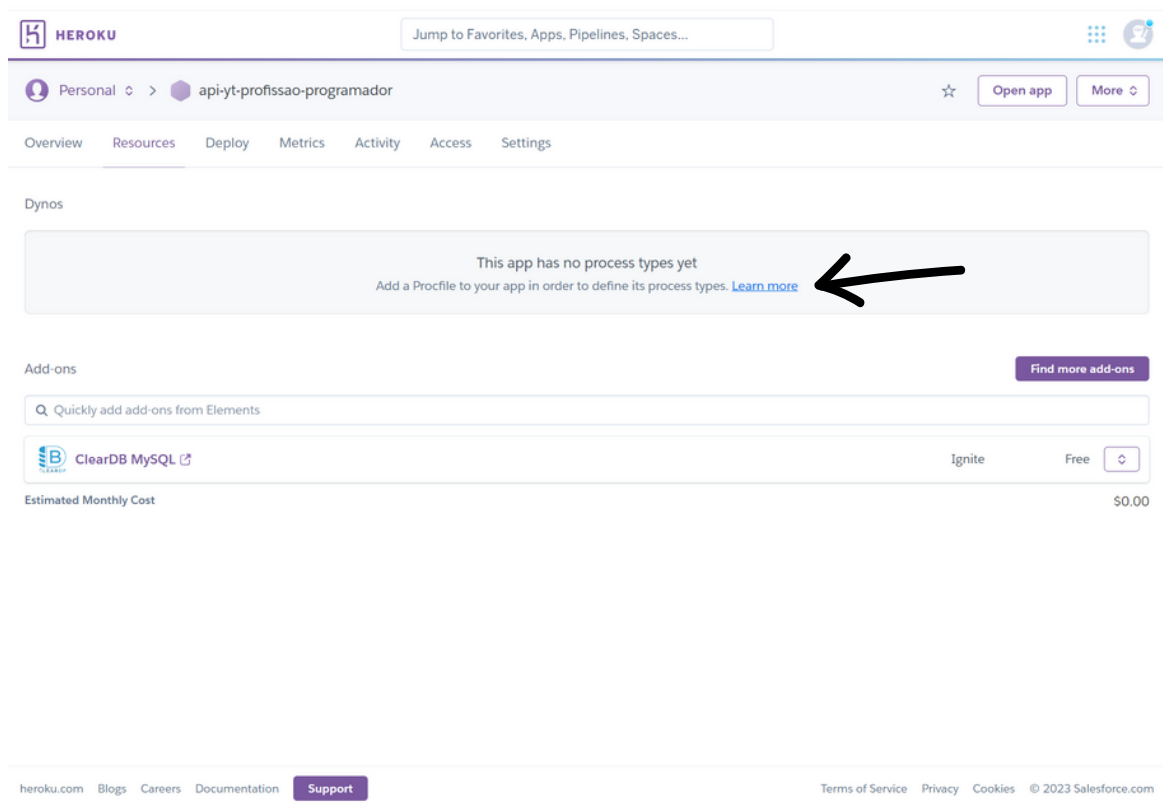 HEROKU
Jump to Favorites, Apps, Pipelines, Spaces...
Personal > api-yt-profissao-programador
Open app
More
Overview Resources Deploy Metrics Activity Access Settings
Dynos
This app has no process types yet
Add a Procfile to your app in order to define its process types. Learn more
Add-ons
Find more add-ons
Quickly add add-ons from Elements
ClearDB MySQL Ignite Free
Estimated Monthly Cost $0.00
heroku.com Blogs Careers Documentation Support Terms of Service Privacy Cookies © 2023 Salesforce.com